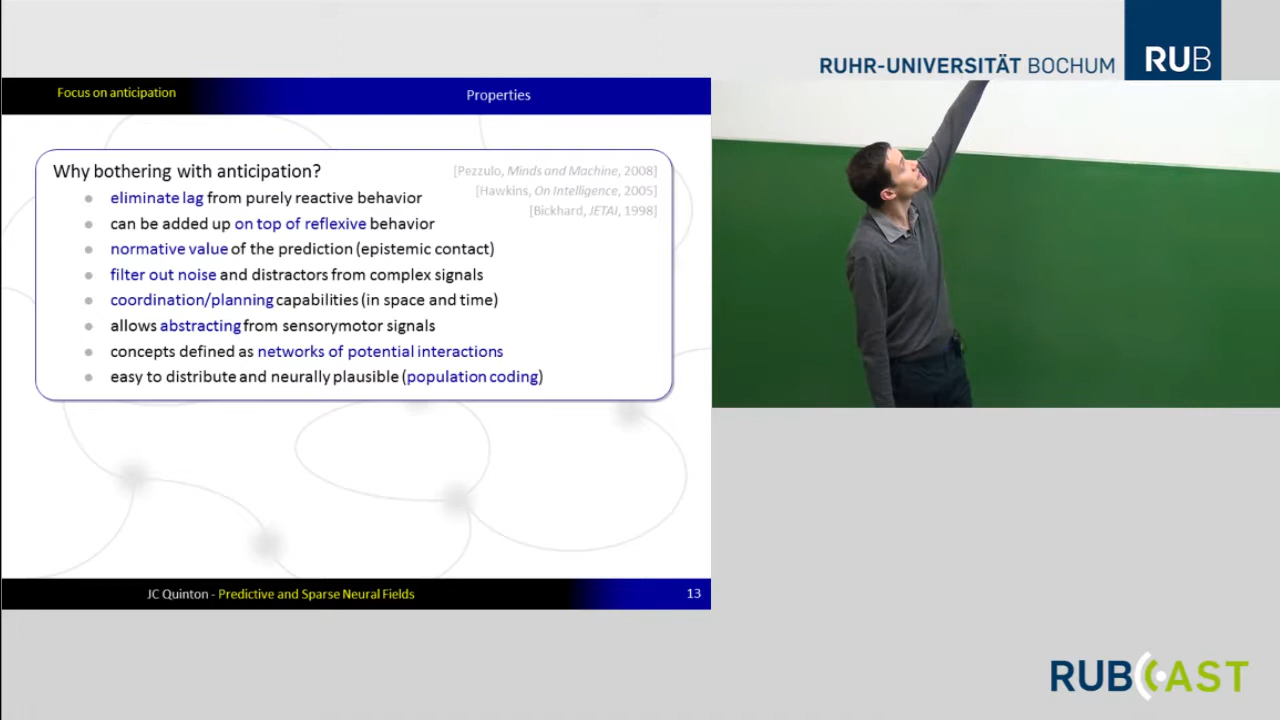 RUHR-UNIVERSITÄT BOCHUM
RUB
Focus on anticipation
Properties
Why bothering with anticipation?
[Pezzulo, Minds and Machine, 2008]
[Hawkins, On Intelligence, 2005]
[Bickhard, JETAI, 1998]
eliminate lag from purely reactive behavior
can be added up on top of reflexive behavior
normative value of the prediction (epistemic contact)
filter out noise and distractors from complex signals
coordination/planning capabilities (in space and time)
allows abstracting from sensorymotor signals
concepts defined as networks of potential interactions
easy to distribute and neurally plausible (population coding)
JC Quinton - Predictive and Sparse Neural Fields
13
RUBCAST